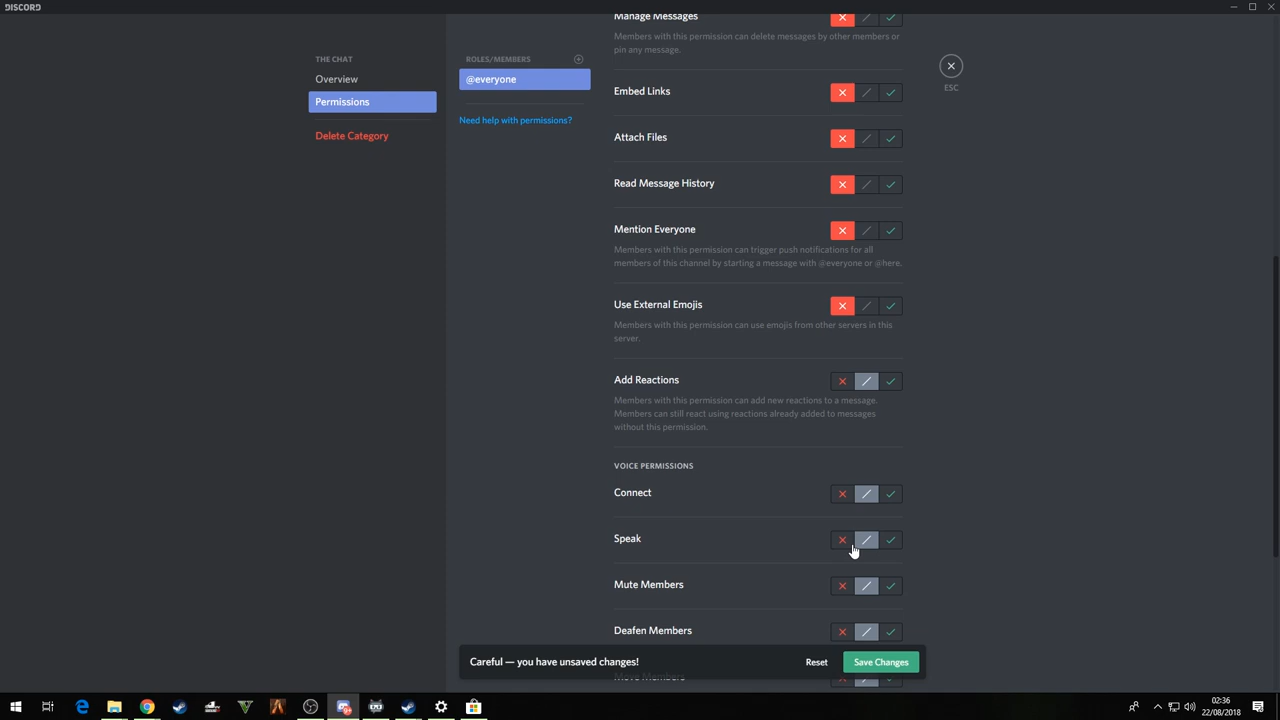 DISCORD
Manage Messages
Members with this permission can delete messages by other members or
pin any message.
THE CHAT
Overview
Permissions
Delete Category
ROLES/MEMBERS
@everyone
Need help with permissions?
ESC
Embed Links
Attach Files
Read Message History
Mention Everyone
Members with this permission can trigger push notifications for all
members of this channel by starting a message with @everyone or @here.
Use External Emojis
Members with this permission can use emojis from other servers in this
server.
Add Reactions
Members with this permission can add new reactions to a message.
Members can still react using reactions already added to messages
without this permission.
VOICE PERMISSIONS
Connect
Speak
Mute Members
Deafen Members
Careful — you have unsaved changes!
Reset
Save Changes
Move Members
02:36
22/08/2018